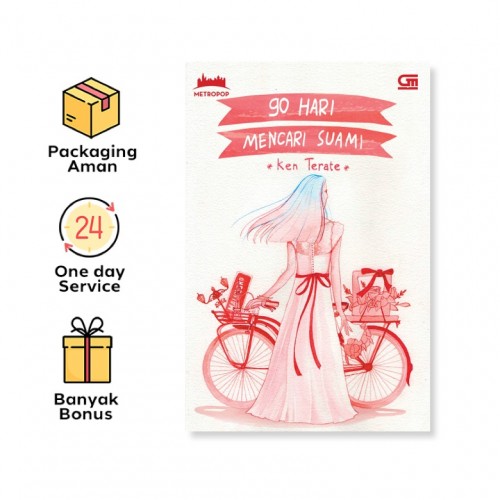 Packaging
Aman
24
One day
Service
Banyak
Bonus
METROPOP
GM
90 HARI
MENCARI SUAMI
* Ken Terate *